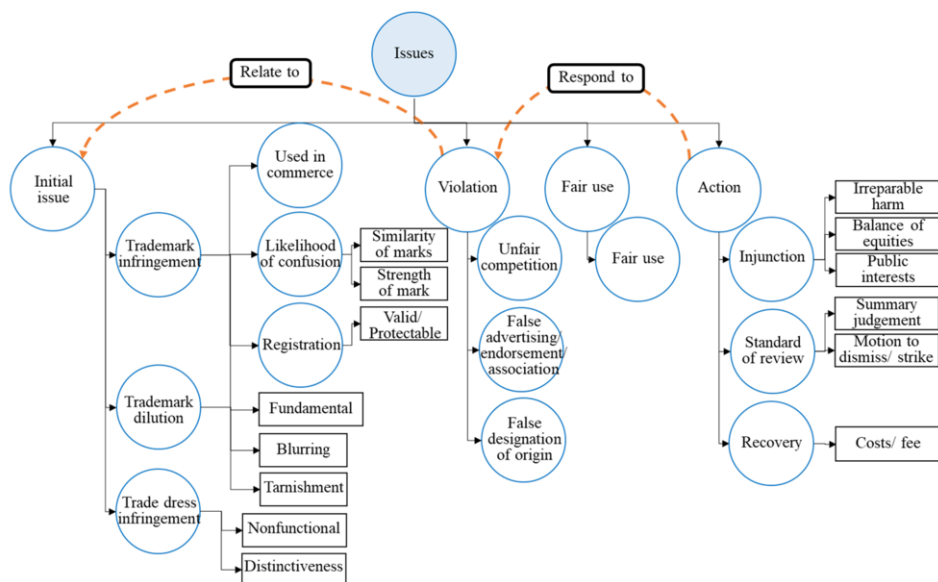 Issues
Relate to
Respond to
Initial
issue
Used in
commerce
Violation
Fair use
Action
Irreparable
harm
Trademark
infringement
Likelihood
of confusion
Similarity
of marks
Strength
of mark
Unfair
competition
Fair use
Injunction
Balance of
equities
Public
interests
Registration
Valid/
Protectable
False
advertising/
endorsement/
association
Standard
of review
Summary
judgement
Motion to
dismiss/ strike
Trademark
dilution
Fundamental
Blurring
Tarnishment
False
designation
of origin
Recovery
Costs/ fee
Trade dress
infringement
Nonfunctional
Distinctiveness